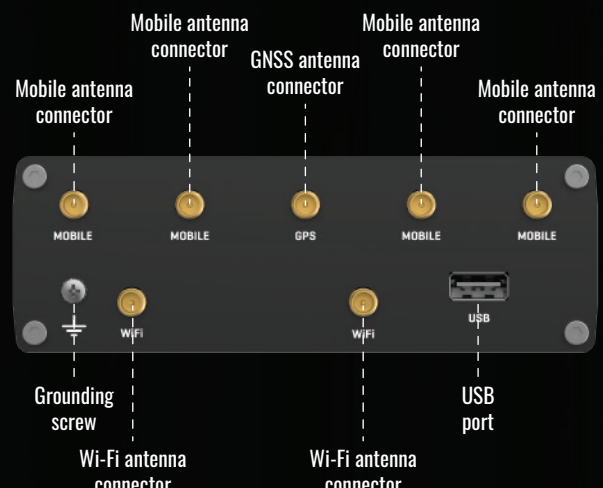 Mobile antenna
connector
Mobile antenna
connector
GNSS antenna
connector
Mobile antenna
connector
Mobile antenna
connector
MOBILE
MOBILE
GPS
MOBILE
MOBILE
WiFi
WiFi
USB
Grounding
screw
USB
port
Wi-Fi antenna
connector
Wi-Fi antenna
connector